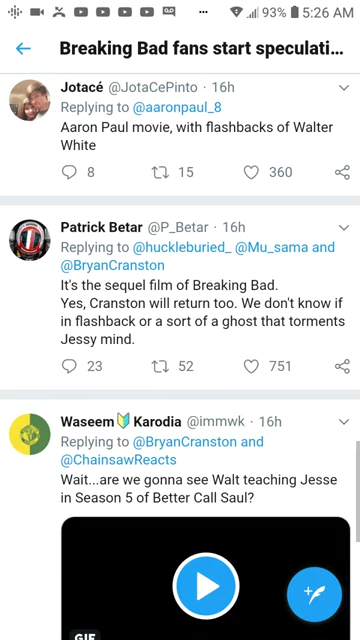 93% 5:26 AM
Breaking Bad fans start speculati...
Jotacé @JotaCePinto · 16h
Replying to @aaronpaul_8
Aaron Paul movie, with flashbacks of Walter
White
8 15 360
Patrick Betar @P_Betar · 16h
Replying to @huckleburied_ @Mu_sama and
@BryanCranston
It's the sequel film of Breaking Bad.
Yes, Cranston will return too. We don't know if
in flashback or a sort of a ghost that torments
Jessy mind.
23 52 751
Waseem🔰Karodia @immwk · 16h
Replying to @BryanCranston and
@ChainsawReacts
Wait...are we gonna see Walt teaching Jesse
in Season 5 of Better Call Saul?
GIF